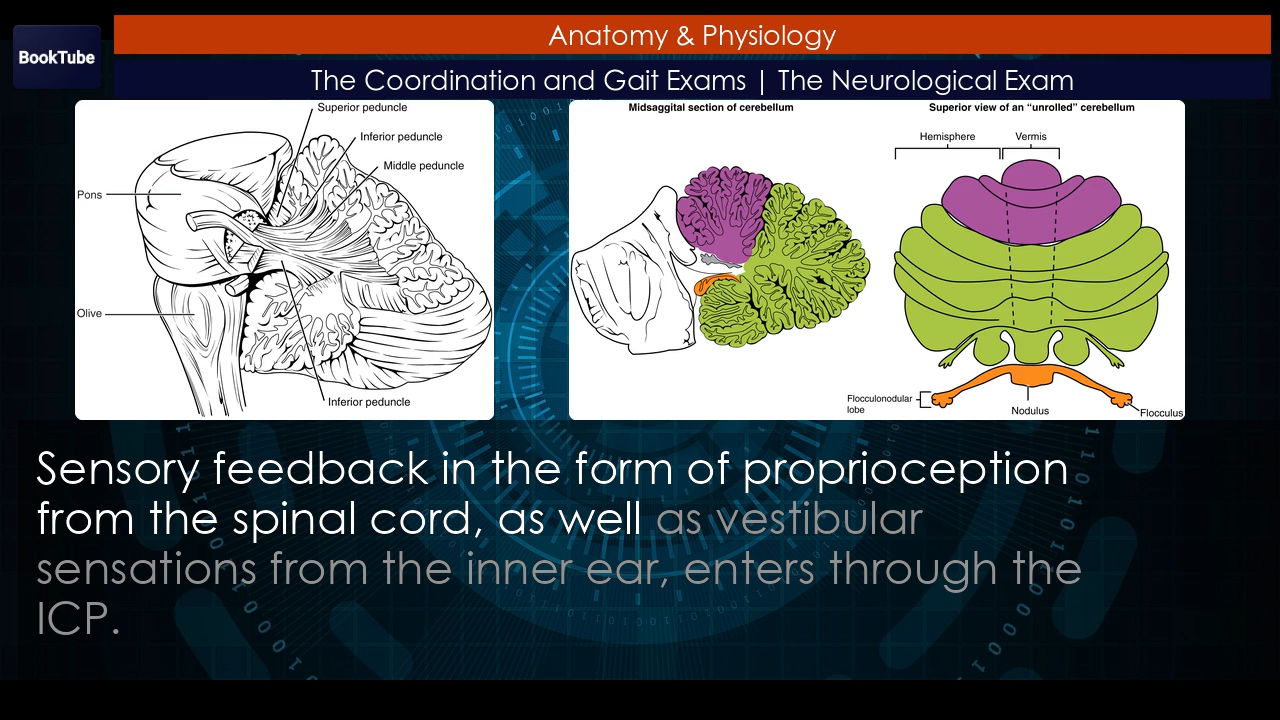 Anatomy & Physiology
BookTube
The Coordination and Gait Exams | The Neurological Exam
Superior peduncle
Inferior peduncle
Middle peduncle
Pons
Olive
Inferior peduncle
Midsaggital section of cerebellum
Superior view of an “unrolled” cerebellum
Hemisphere
Vermis
Flocculonodular
lobe
Nodulus
Flocculus
Sensory feedback in the form of proprioception
from the spinal cord, as well as vestibular
sensations from the inner ear, enters through the
ICP.